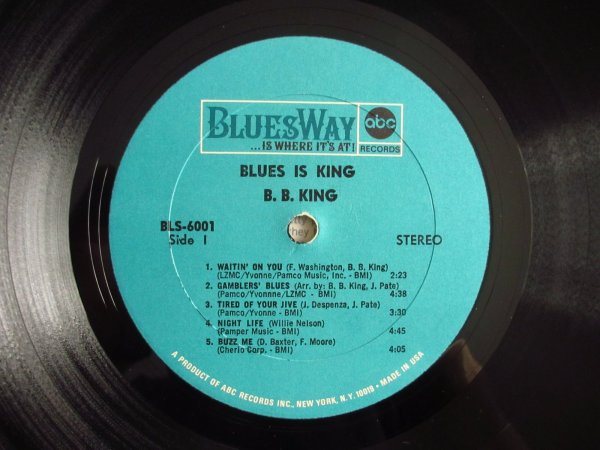 BLUESWAY
...IS WHERE IT'S AT!
abc
RECORDS
BLUES IS KING
B. B. KING
BLS-6001
Side I
STEREO
hey
1. WAITIN' ON YOU (F. Washington, B. B. King)
(LZMC/Yvonne/Pamco Music, Inc. - BMI) 2:23
2. GAMBLERS' BLUES (Arr. by: B. B. King, J. Pate)
(Pamco/Yvonnne/LZMC - BMI) 4:38
3. TIRED OF YOUR JIVE (J. Despenza, J. Pate)
(Pamco/Yvonne - BMI) 3:30
4. NIGHT LIFE (Willie Nelson)
(Pamper Music - BMI) 4:45
5. BUZZ ME (D. Baxter, F. Moore)
(Cherio Corp. - BMI) 4:05
A PRODUCT OF ABC RECORDS INC., NEW YORK, N.Y. 10019 • MADE IN USA